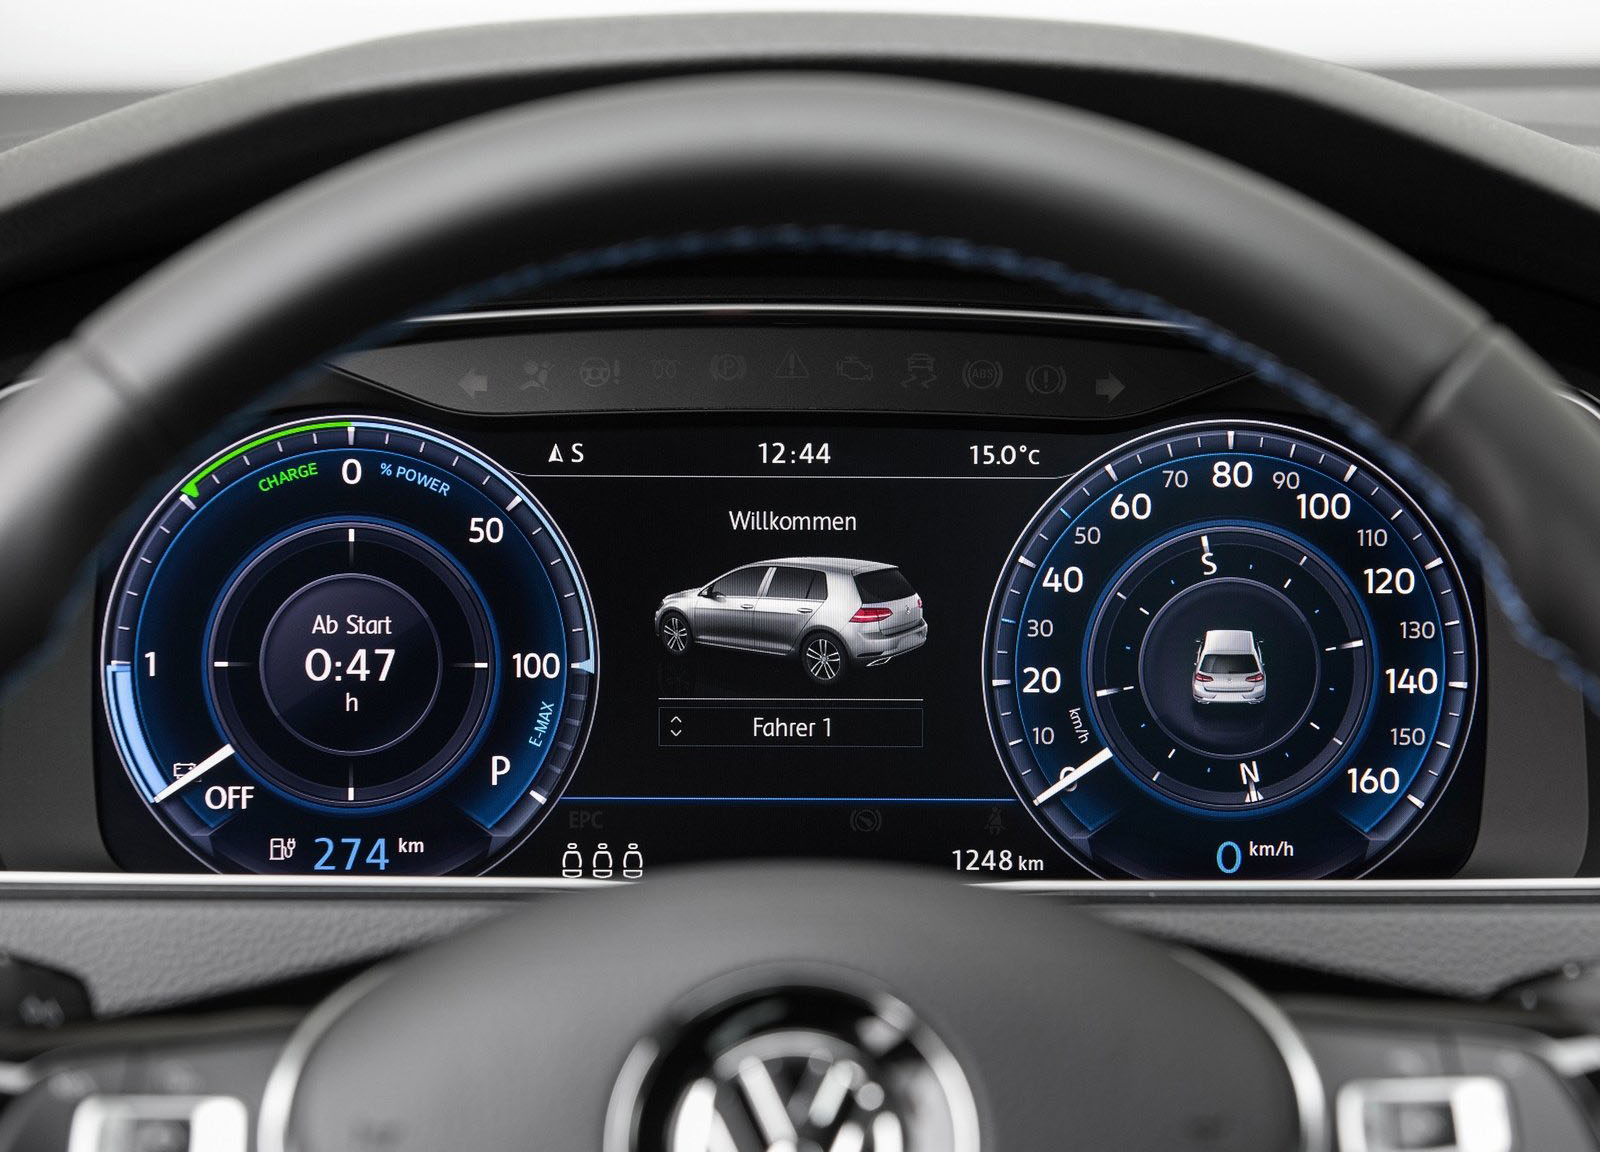 P
ABS
S
12:44
15.0°c
CHARGE
0
% POWER
50
100
E-MAX
P
1
OFF
Ab Start
0:47
h
274 km
Willkommen
Fahrer 1
EPC
1248 km
0
10
20
30
40
50
60
70
80
90
100
110
120
130
140
150
160
km/h
S
N
0 km/h